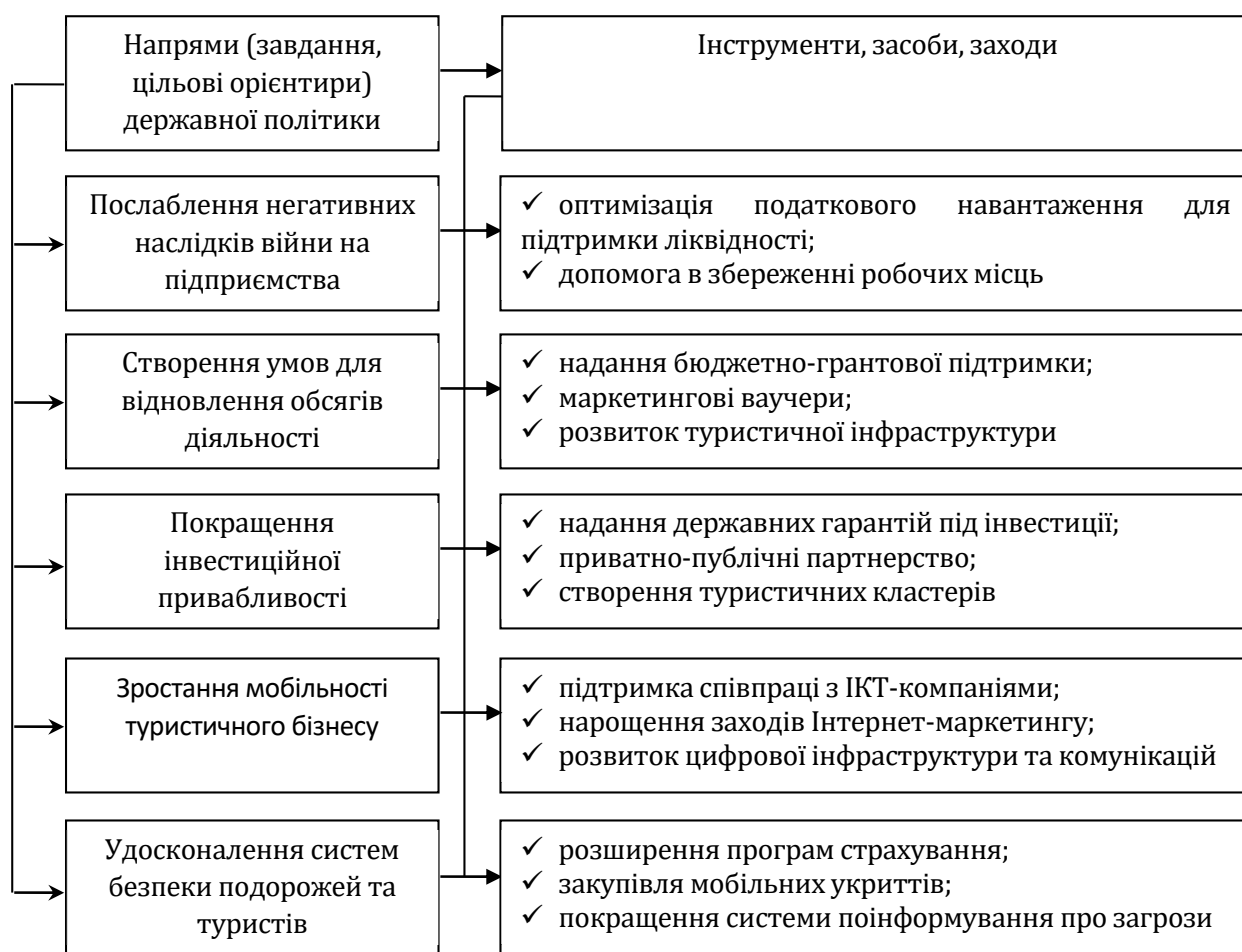 Напрями (завдання,
цільові орієнтири)
державної політики
Інструменти, засоби, заходи
Послаблення негативних
наслідків війни на
підприємства
✓ оптимізація податкового навантаження для
підтримки ліквідності;
✓ допомога в збереженні робочих місць
Створення умов для
відновлення обсягів
діяльності
✓ надання бюджетно-грантової підтримки;
✓ маркетингові ваучери;
✓ розвиток туристичної інфраструктури
Покращення
інвестиційної
привабливості
✓ надання державних гарантій під інвестиції;
✓ приватно-публічні партнерство;
✓ створення туристичних кластерів
Зростання мобільності
туристичного бізнесу
✓ підтримка співпраці з ІКТ-компаніями;
✓ нарощення заходів Інтернет-маркетингу;
✓ розвиток цифрової інфраструктури та комунікацій
Удосконалення систем
безпеки подорожей та
туристів
✓ розширення програм страхування;
✓ закупівля мобільних укриттів;
✓ покращення системи поінформування про загрози